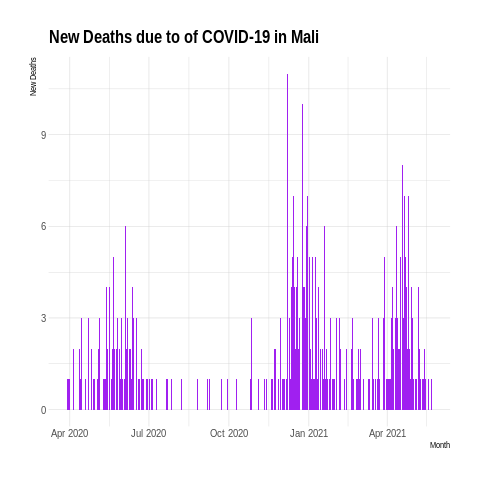 New Deaths due to of COVID-19 in Mali
New Deaths
9
6
3
0
Apr 2020 Jul 2020 Oct 2020 Jan 2021 Apr 2021
Month